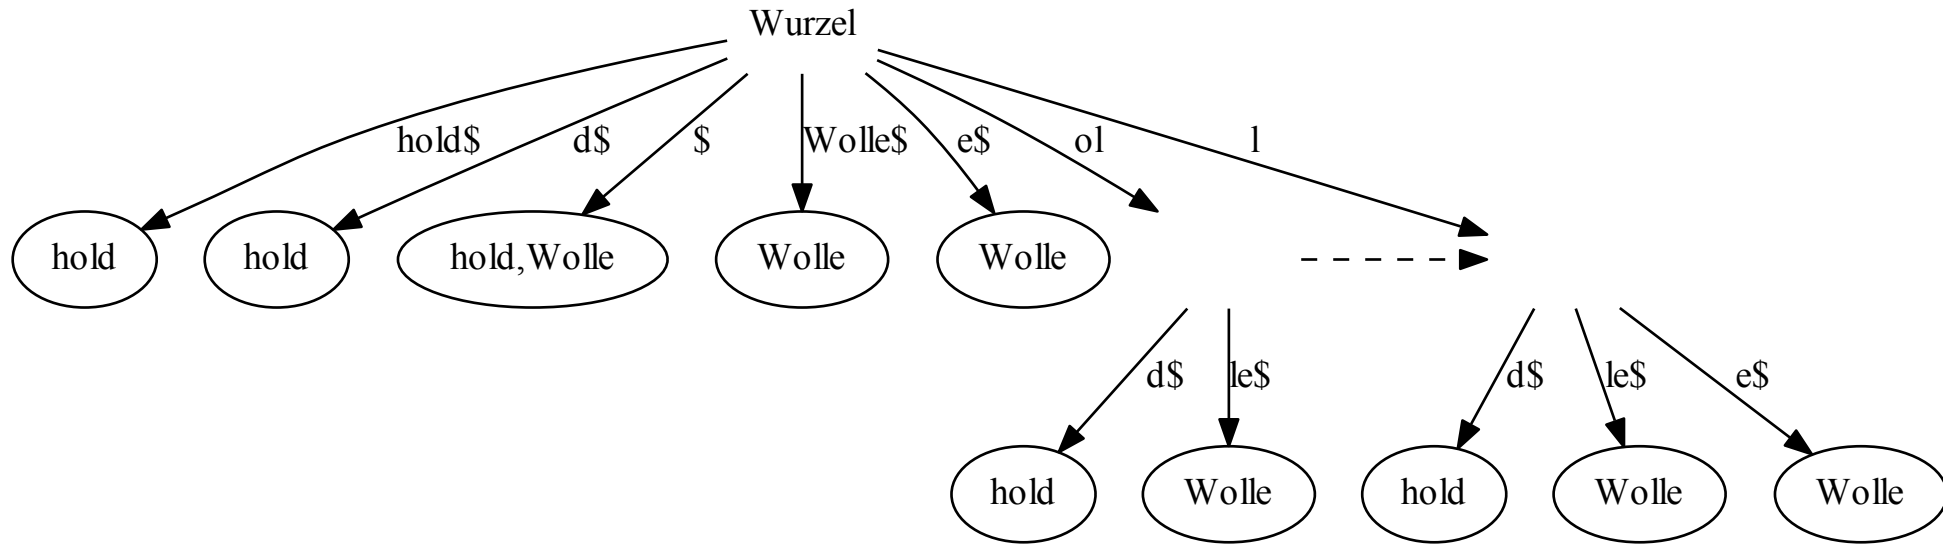 Wurzel
hold$ d$ $ Wolle$ e$ ol l
hold hold hold,Wolle Wolle Wolle
d$ le$ d$ le$ e$
hold Wolle hold Wolle Wolle